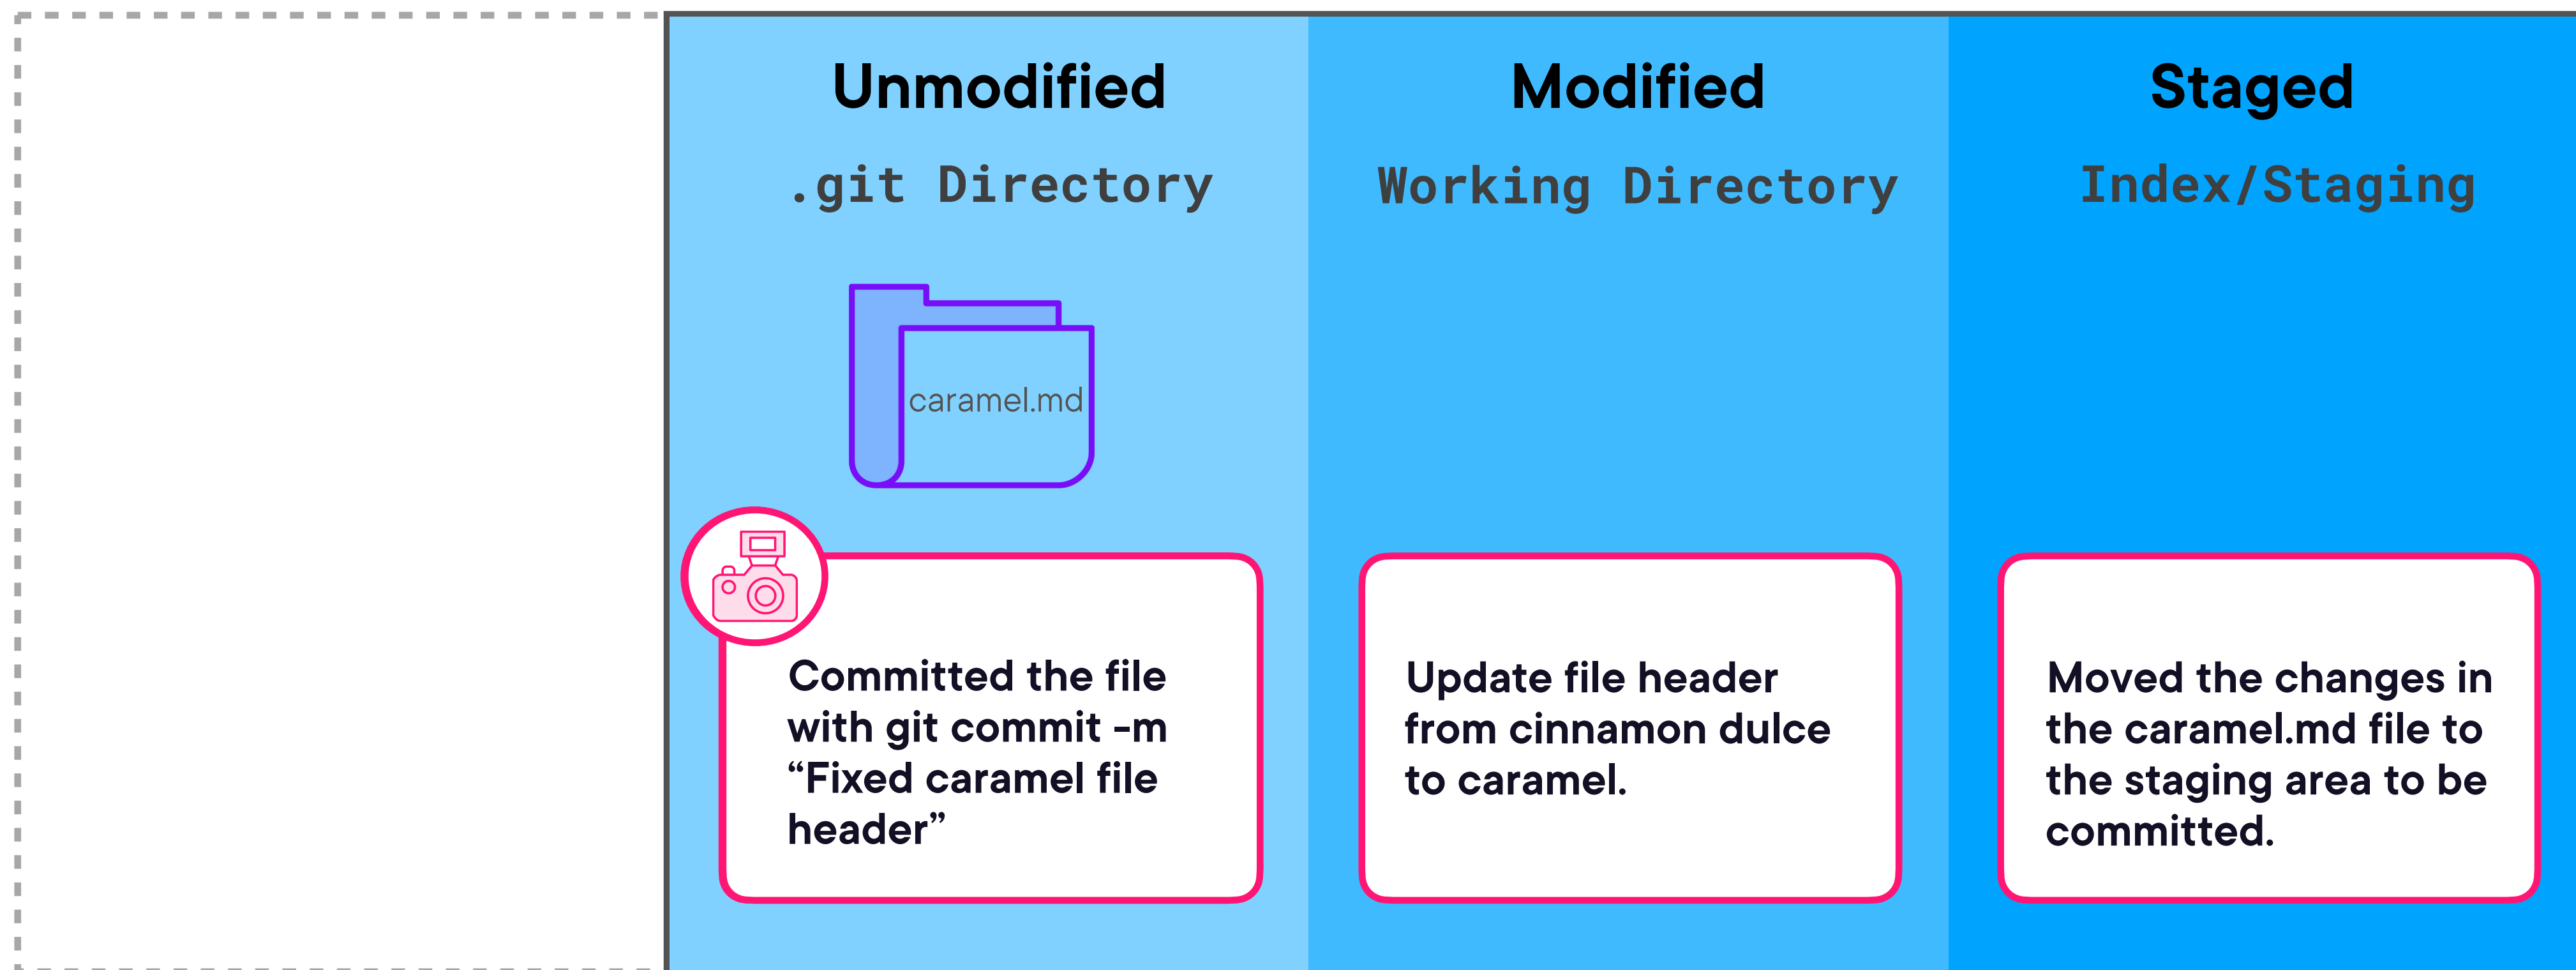 Unmodified
.git Directory
caramel.md
Committed the file
with git commit -m
“Fixed caramel file
header”
Modified
Working Directory
Update file header
from cinnamon dulce
to caramel.
Staged
Index/Staging
Moved the changes in
the caramel.md file to
the staging area to be
committed.